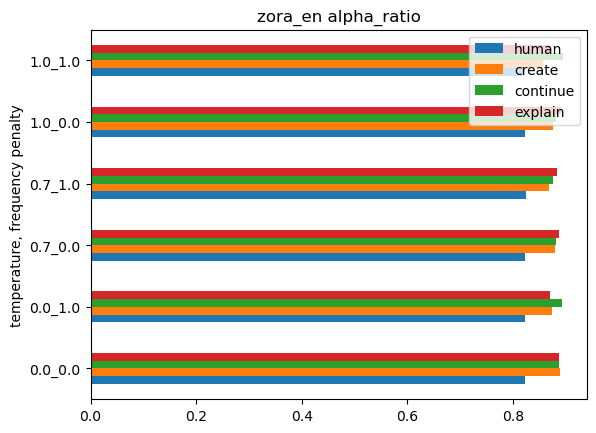 zora_en alpha_ratio
human
create
continue
explain
temperature, frequency penalty
1.0_1.0
1.0_0.0
0.7_1.0
0.7_0.0
0.0_1.0
0.0_0.0
0.0 0.2 0.4 0.6 0.8